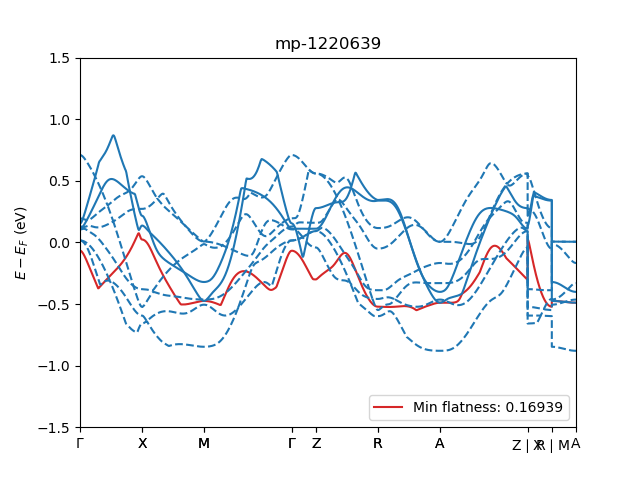 mp-1220639
E − E_F (eV)
1.5
1.0
0.5
0.0
−0.5
−1.0
−1.5
Min flatness: 0.16939
Γ X M Γ Z R A Z | X R | M A